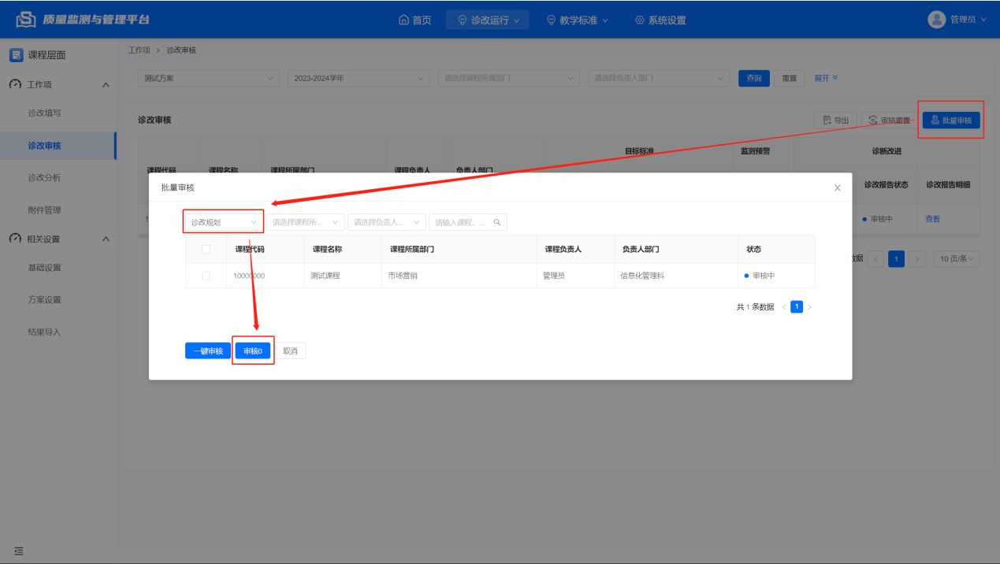 质量监测与管理平台 首页 诊改运行 教学标准 系统设置 管理员
课程层面
工作项
诊改填写
诊改审核
诊改分析
附件管理
相关设置
基础设置
方案设置
结果导入
工作项 > 诊改审核
测试方案 2023-2024学年 请选择课程所属部门 请选择负责人部门 查询 重置 展开
诊改审核 导出 审核重置 批量审核
目标标准 监测预警 诊断改进
课程代码 课程名称 课程所属部门 课程负责人 负责人部门
诊改报告状态 诊改报告明细
审核中 查看
数据 < 1 > 10 页/条
批量审核
诊改规划 请选择课程所... 请选择负责人... 请输入课程、...
课程代码 课程名称 课程所属部门 课程负责人 负责人部门 状态
10000000 测试课程 市场营销 管理员 信息化管理科 审核中
共 1 条数据 < 1 >
一键审核 审核0 取消